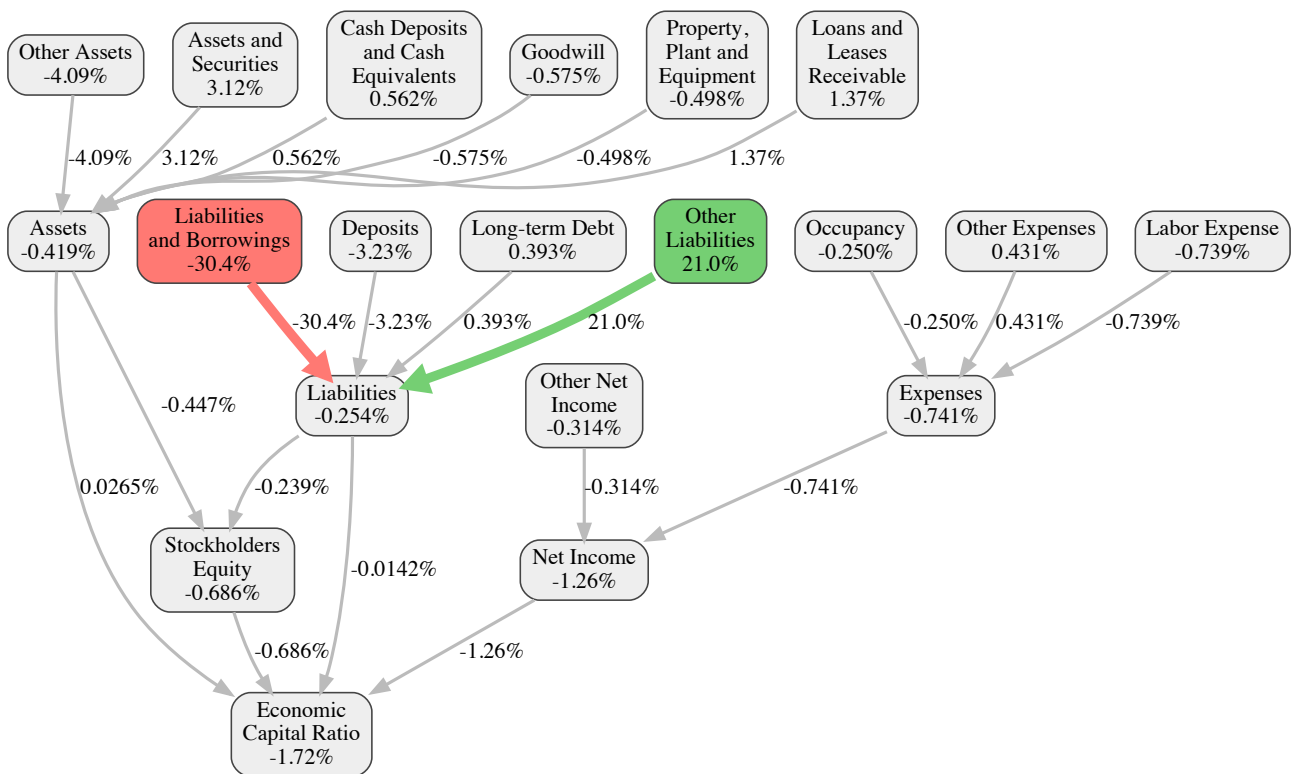 Other Assets
-4.09%
Assets and
Securities
3.12%
Cash Deposits
and Cash
Equivalents
0.562%
Goodwill
-0.575%
Property,
Plant and
Equipment
-0.498%
Loans and
Leases
Receivable
1.37%
-4.09%
3.12%
0.562%
-0.575%
-0.498%
1.37%
Assets
-0.419%
Liabilities
and Borrowings
-30.4%
Deposits
-3.23%
Long-term Debt
0.393%
Other
Liabilities
21.0%
Occupancy
-0.250%
Other Expenses
0.431%
Labor Expense
-0.739%
-30.4%
-3.23%
0.393%
21.0%
-0.250%
0.431%
-0.739%
-0.447%
Liabilities
-0.254%
Other Net
Income
-0.314%
Expenses
-0.741%
0.0265%
-0.239%
-0.314%
-0.741%
Stockholders
Equity
-0.686%
-0.0142%
Net Income
-1.26%
-0.686%
-1.26%
Economic
Capital Ratio
-1.72%